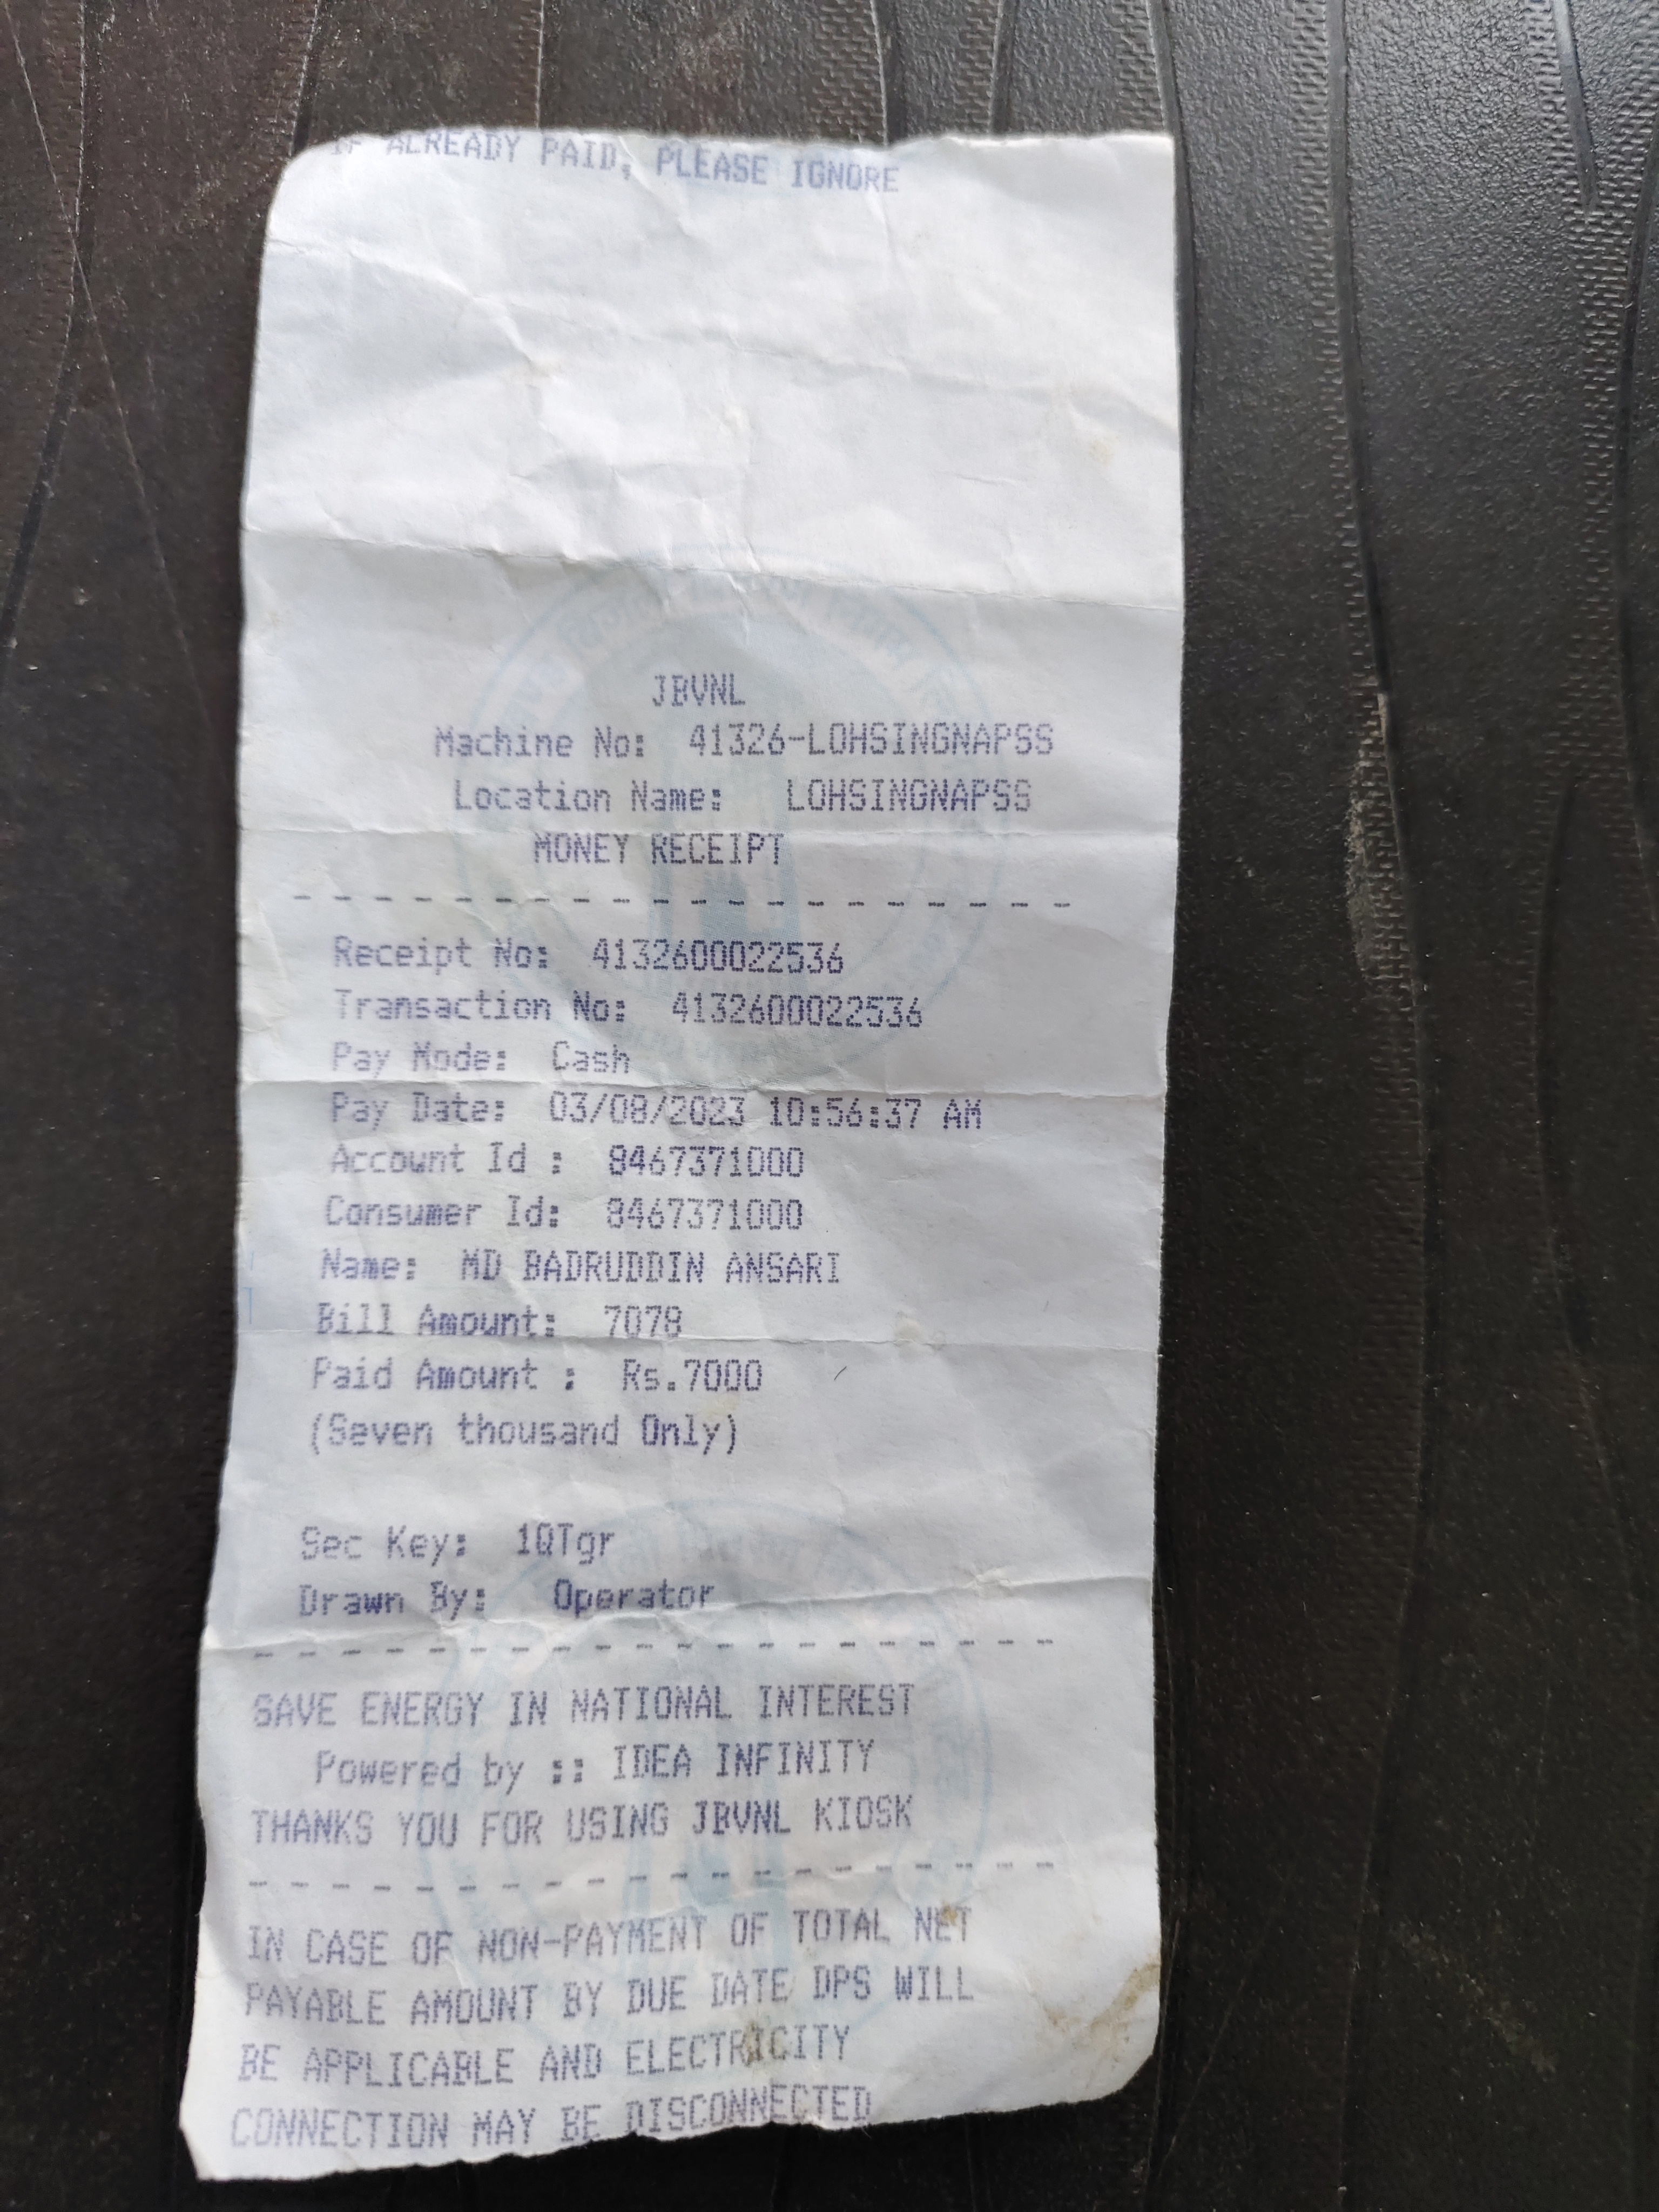 IF ALREADY PAID, PLEASE IGNORE
JBVNL
Machine No: 41326-LOHSINGNAPSS
Location Name: LOHSINGNAPSS
MONEY RECEIPT
- - - - - - - - - - - - - - - - - - -
Receipt No: 4132600022536
Transaction No: 4132600022536
Pay Mode: Cash
Pay Date: 03/08/2023 10:56:37 AM
Account Id : 8467371000
Consumer Id: 8467371000
Name: MD BADRUDDIN ANSARI
Bill Amount: 7078
Paid Amount : Rs.7000
(Seven thousand Only)
Sec Key: 1QTgr
Drawn By: Operator
- - - - - - - - - - - - - - - - - - -
SAVE ENERGY IN NATIONAL INTEREST
Powered by :: IDEA INFINITY
THANKS YOU FOR USING JBVNL KIOSK
- - - - - - - - - - - - - - - - - - -
IN CASE OF NON-PAYMENT OF TOTAL NET
PAYABLE AMOUNT BY DUE DATE DPS WILL
BE APPLICABLE AND ELECTRICITY
CONNECTION MAY BE DISCONNECTED